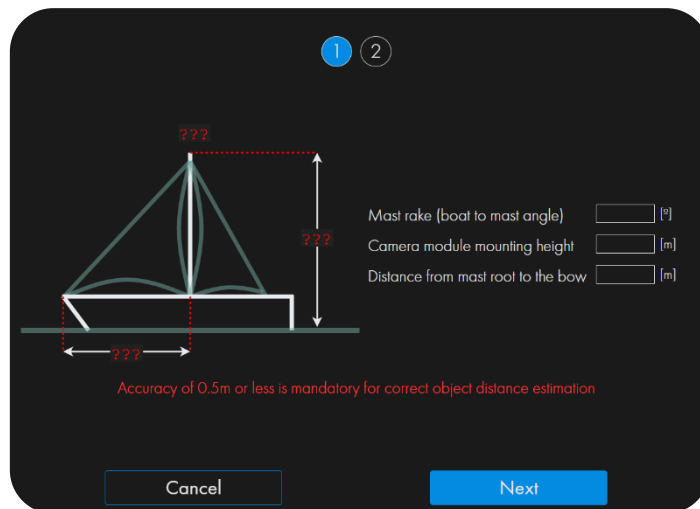 1 2
???
???
Mast rake (boat to mast angle) [º]
Camera module mounting height [m]
Distance from mast root to the bow [m]
???
Accuracy of 0.5m or less is mandatory for correct object distance estimation
Cancel Next